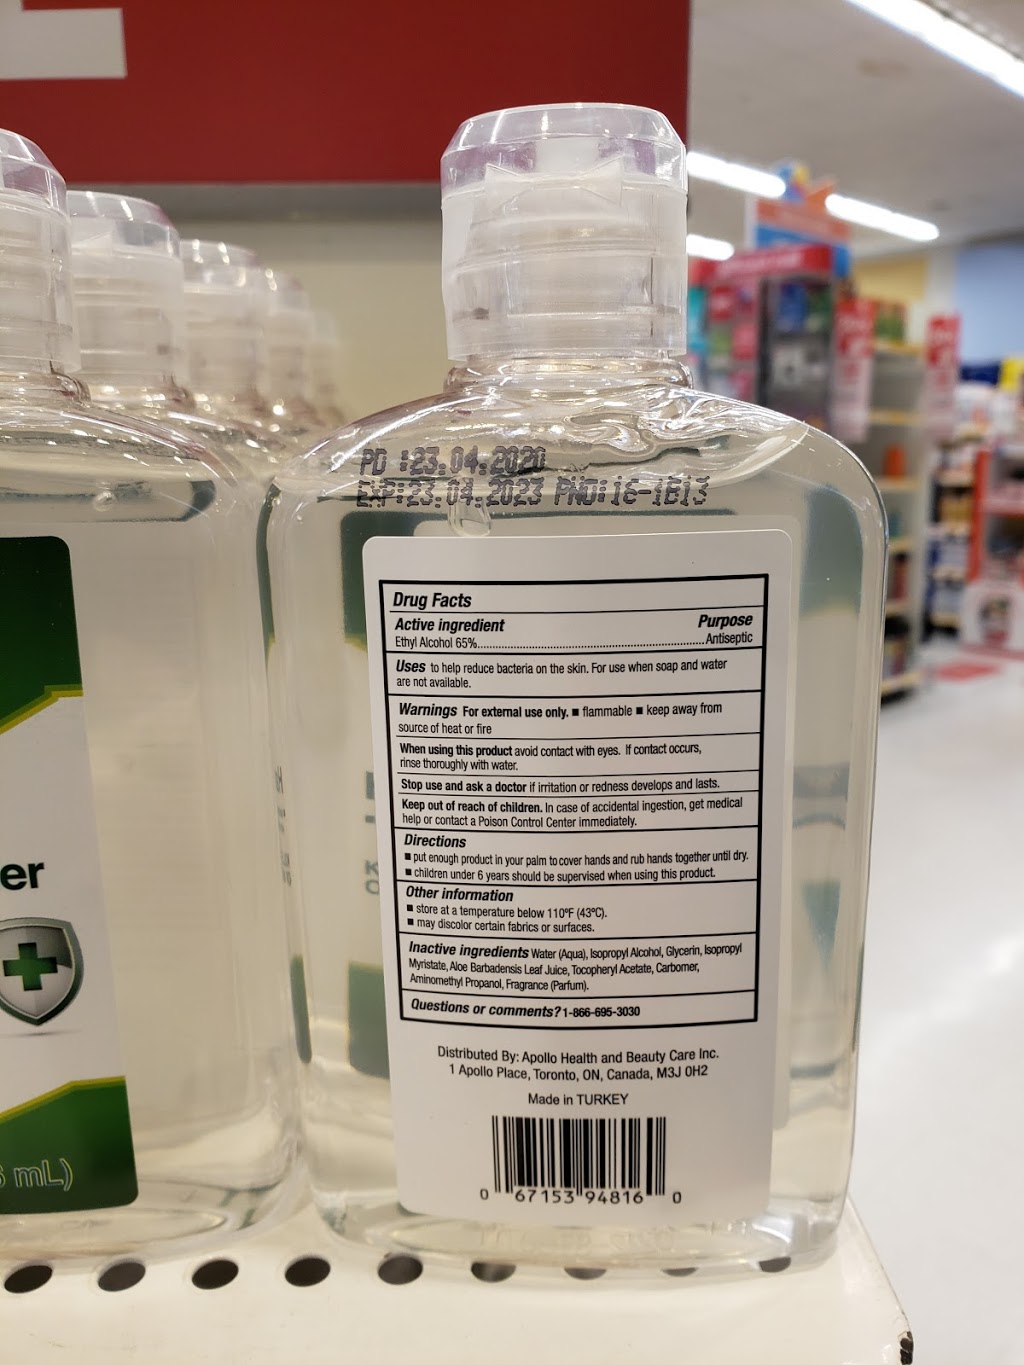 PD :23.04.2020
EXP:23.04.2023 PNO:16-1B13
Drug Facts
Active ingredient Purpose
Ethyl Alcohol 65%..........................................................................Antiseptic
Uses to help reduce bacteria on the skin. For use when soap and water
are not available.
Warnings For external use only. ■ flammable ■ keep away from
source of heat or fire
When using this product avoid contact with eyes. If contact occurs,
rinse thoroughly with water.
Stop use and ask a doctor if irritation or redness develops and lasts.
Keep out of reach of children. In case of accidental ingestion, get medical
help or contact a Poison Control Center immediately.
Directions
■ put enough product in your palm to cover hands and rub hands together until dry.
■ children under 6 years should be supervised when using this product.
Other information
■ store at a temperature below 110ºF (43ºC).
■ may discolor certain fabrics or surfaces.
Inactive ingredients Water (Aqua), Isopropyl Alcohol, Glycerin, Isopropyl
Myristate, Aloe Barbadensis Leaf Juice, Tocopheryl Acetate, Carbomer,
Aminomethyl Propanol, Fragrance (Parfum).
Questions or comments? 1-866-695-3030
Distributed By: Apollo Health and Beauty Care Inc.
1 Apollo Place, Toronto, ON, Canada, M3J 0H2
Made in TURKEY
0 67153 94816 0
er
mL)